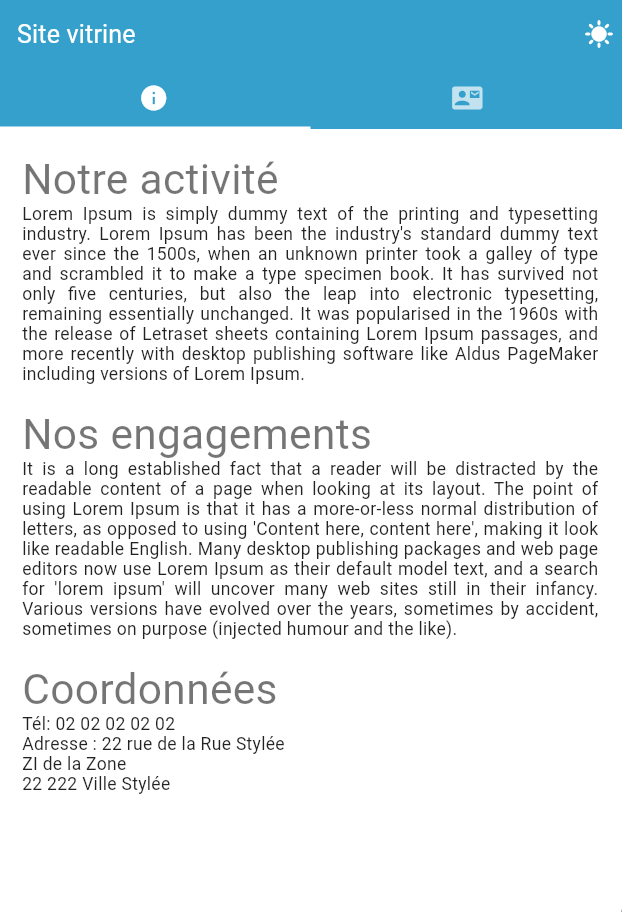 Site vitrine
Notre activité
Lorem Ipsum is simply dummy text of the printing and typesetting
industry. Lorem Ipsum has been the industry's standard dummy text
ever since the 1500s, when an unknown printer took a galley of type
and scrambled it to make a type specimen book. It has survived not
only five centuries, but also the leap into electronic typesetting,
remaining essentially unchanged. It was popularised in the 1960s with
the release of Letraset sheets containing Lorem Ipsum passages, and
more recently with desktop publishing software like Aldus PageMaker
including versions of Lorem Ipsum.
Nos engagements
It is a long established fact that a reader will be distracted by the
readable content of a page when looking at its layout. The point of
using Lorem Ipsum is that it has a more-or-less normal distribution of
letters, as opposed to using 'Content here, content here', making it look
like readable English. Many desktop publishing packages and web page
editors now use Lorem Ipsum as their default model text, and a search
for 'lorem ipsum' will uncover many web sites still in their infancy.
Various versions have evolved over the years, sometimes by accident,
sometimes on purpose (injected humour and the like).
Coordonnées
Tél: 02 02 02 02 02
Adresse : 22 rue de la Rue Stylée
ZI de la Zone
22 222 Ville Stylée